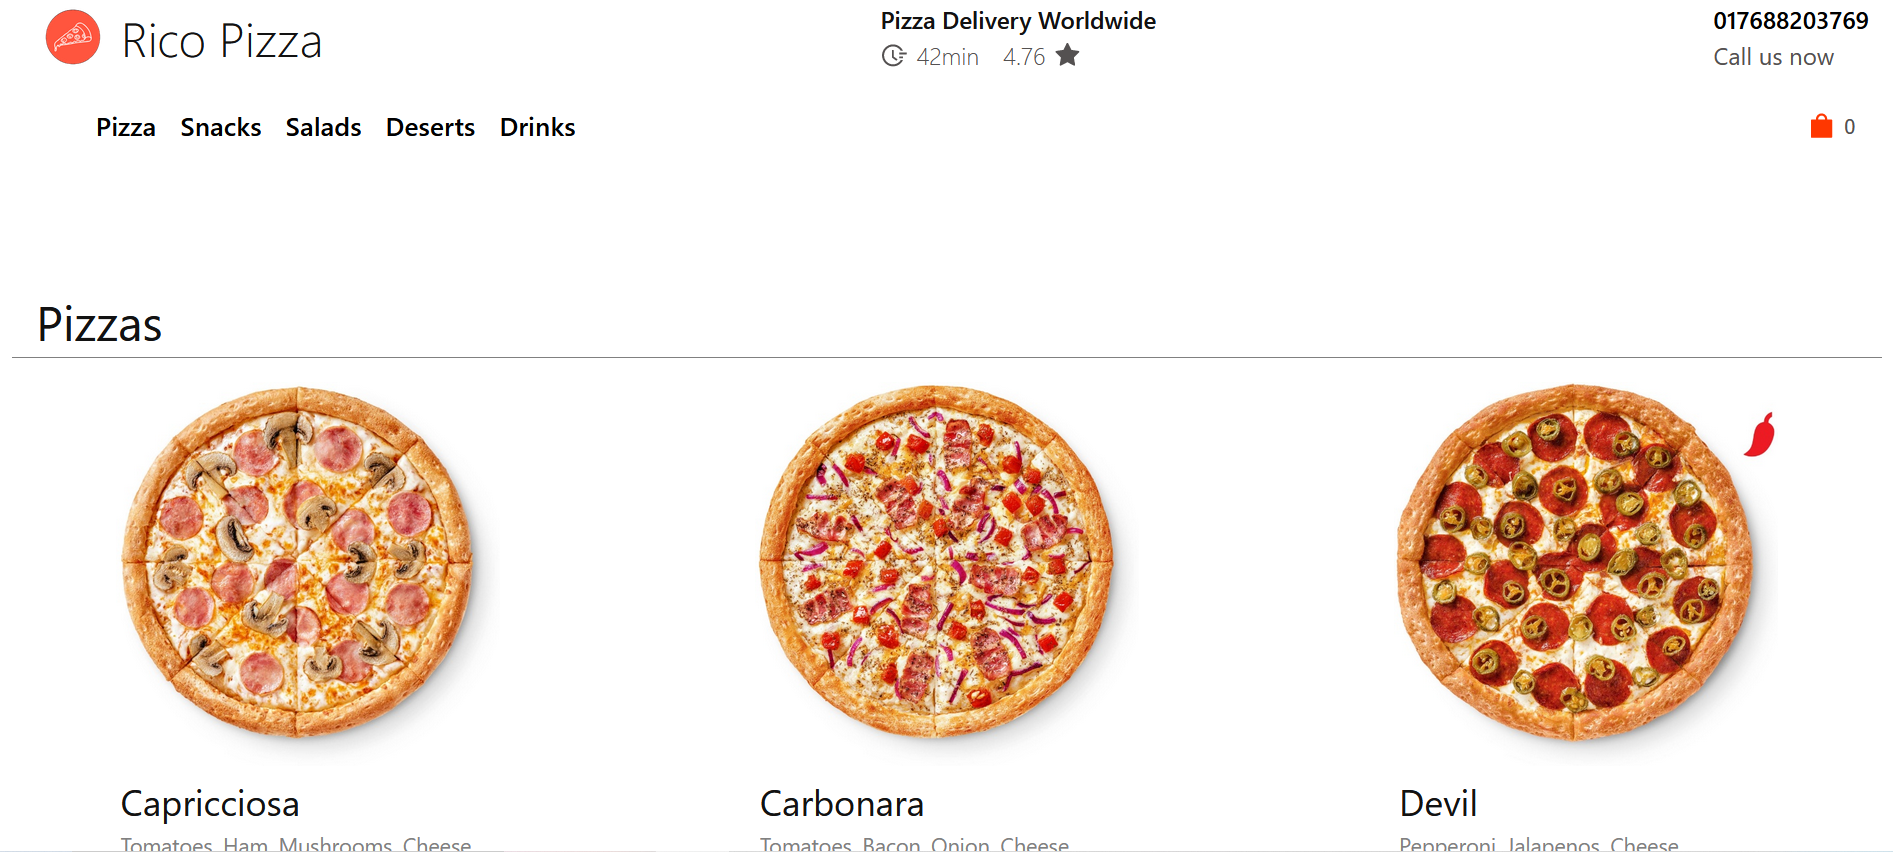 Rico Pizza
Pizza Delivery Worldwide
42min 4.76
017688203769
Call us now
Pizza Snacks Salads Deserts Drinks
0
Pizzas
Capricciosa
Tomatoes, Ham, Mushrooms, Cheese
Carbonara
Tomatoes, Bacon, Onion, Cheese
Devil
Pepperoni, Jalapenos, Cheese